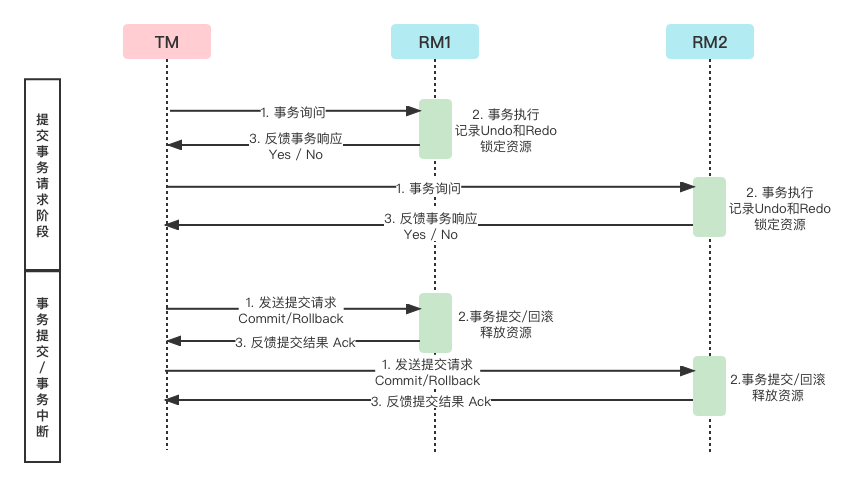 TM
RM1
RM2
提交事务请求阶段
1. 事务询问
2. 事务执行
记录Undo和Redo
锁定资源
3. 反馈事务响应
Yes / No
1. 事务询问
2. 事务执行
记录Undo和Redo
锁定资源
3. 反馈事务响应
Yes / No
事务提交/事务中断
1. 发送提交请求
Commit/Rollback
2.事务提交/回滚
释放资源
3. 反馈提交结果 Ack
1. 发送提交请求
Commit/Rollback
2.事务提交/回滚
释放资源
3. 反馈提交结果 Ack